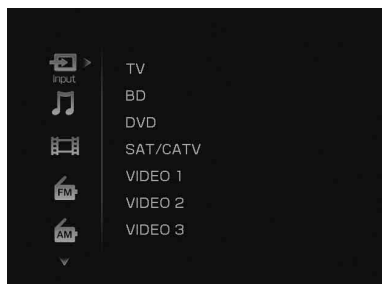 Input
TV
BD
DVD
SAT/CATV
VIDEO 1
VIDEO 2
VIDEO 3
FM
AM